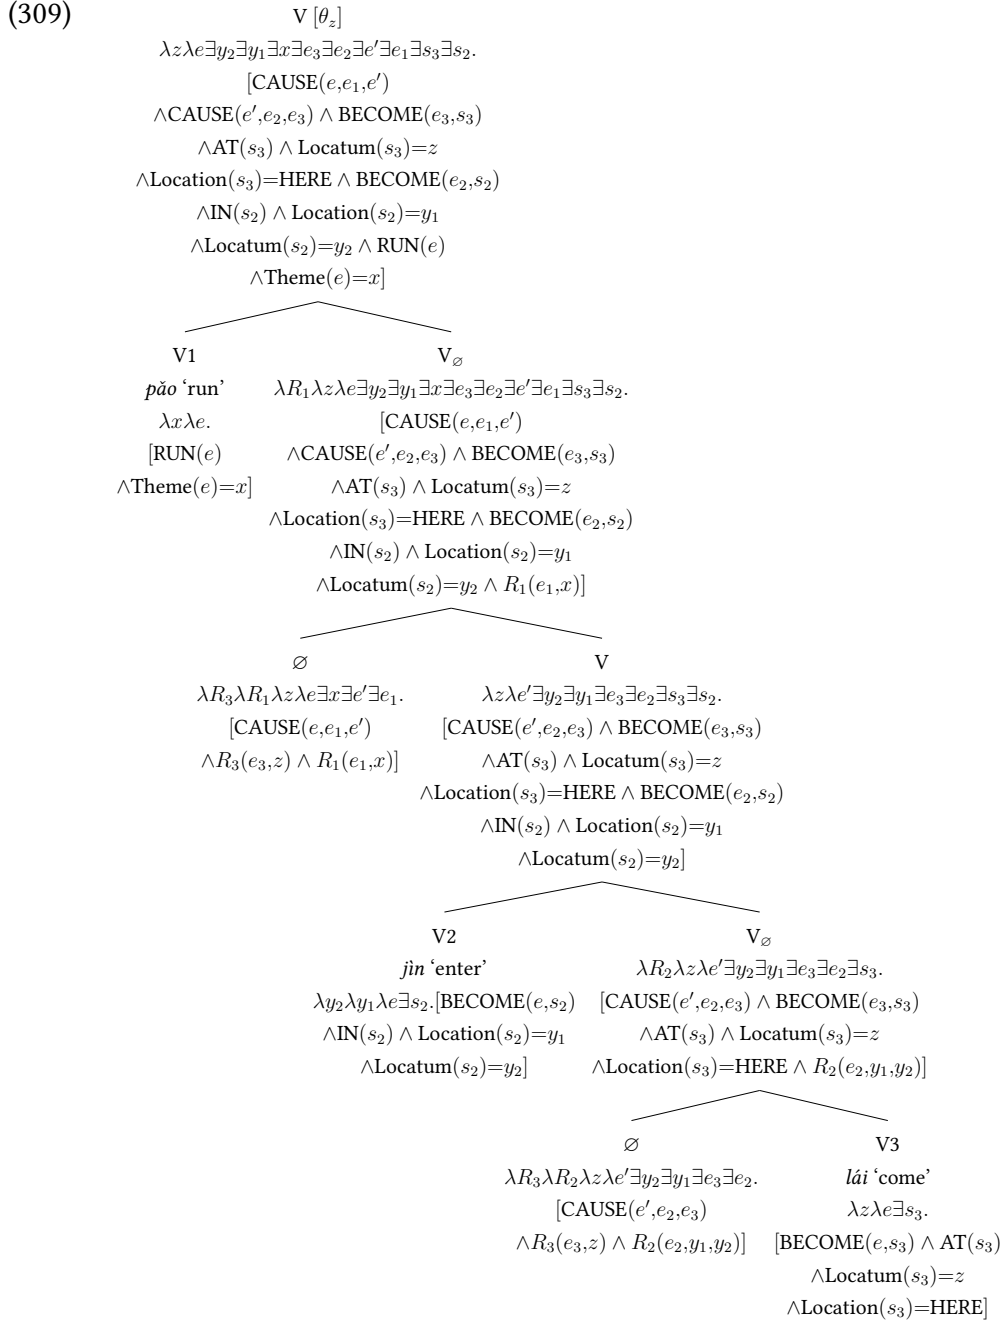 (309)
V [θz]
λzλe∃y2∃y1∃x∃e3∃e2∃e′∃e1∃s3∃s2.
[CAUSE(e,e1,e′)
∧CAUSE(e′,e2,e3) ∧ BECOME(e3,s3)
∧AT(s3) ∧ Locatum(s3)=z
∧Location(s3)=HERE ∧ BECOME(e2,s2)
∧IN(s2) ∧ Location(s2)=y1
∧Locatum(s2)=y2 ∧ RUN(e)
∧Theme(e)=x]
V1
pǎo ‘run’
λxλe.
[RUN(e)
∧Theme(e)=x]
V∅
λR1λzλe∃y2∃y1∃x∃e3∃e2∃e′∃e1∃s3∃s2.
[CAUSE(e,e1,e′)
∧CAUSE(e′,e2,e3) ∧ BECOME(e3,s3)
∧AT(s3) ∧ Locatum(s3)=z
∧Location(s3)=HERE ∧ BECOME(e2,s2)
∧IN(s2) ∧ Location(s2)=y1
∧Locatum(s2)=y2 ∧ R1(e1,x)]
∅
λR3λR1λzλe∃x∃e′∃e1.
[CAUSE(e,e1,e′)
∧R3(e3,z) ∧ R1(e1,x)]
V
λzλe′∃y2∃y1∃e3∃e2∃s3∃s2.
[CAUSE(e′,e2,e3) ∧ BECOME(e3,s3)
∧AT(s3) ∧ Locatum(s3)=z
∧Location(s3)=HERE ∧ BECOME(e2,s2)
∧IN(s2) ∧ Location(s2)=y1
∧Locatum(s2)=y2]
V2
jìn ‘enter’
λy2λy1λe∃s2.[BECOME(e,s2)
∧IN(s2) ∧ Location(s2)=y1
∧Locatum(s2)=y2]
V∅
λR2λzλe′∃y2∃y1∃e3∃e2∃s3.
[CAUSE(e′,e2,e3) ∧ BECOME(e3,s3)
∧AT(s3) ∧ Locatum(s3)=z
∧Location(s3)=HERE ∧ R2(e2,y1,y2)]
∅
λR3λR2λzλe′∃y2∃y1∃e3∃e2.
[CAUSE(e′,e2,e3)
∧R3(e3,z) ∧ R2(e2,y1,y2)]
V3
lái ‘come’
λzλe∃s3.
[BECOME(e,s3) ∧ AT(s3)
∧Locatum(s3)=z
∧Location(s3)=HERE]